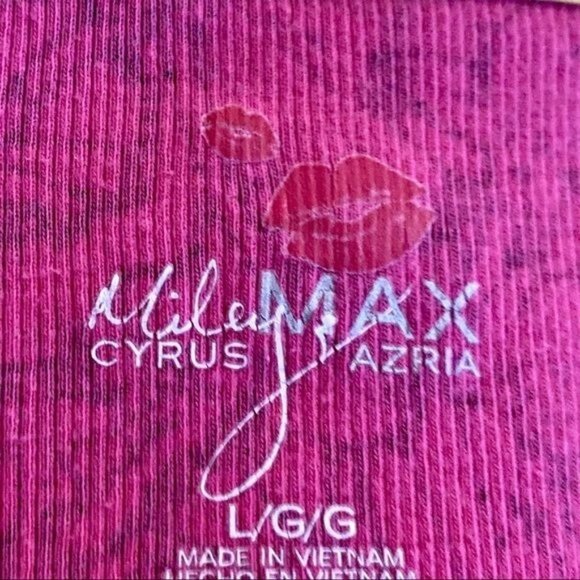 Miley & MAX
CYRUS AZRIA
L/G/G
MADE IN VIETNAM
HECHO EN VIETNAM